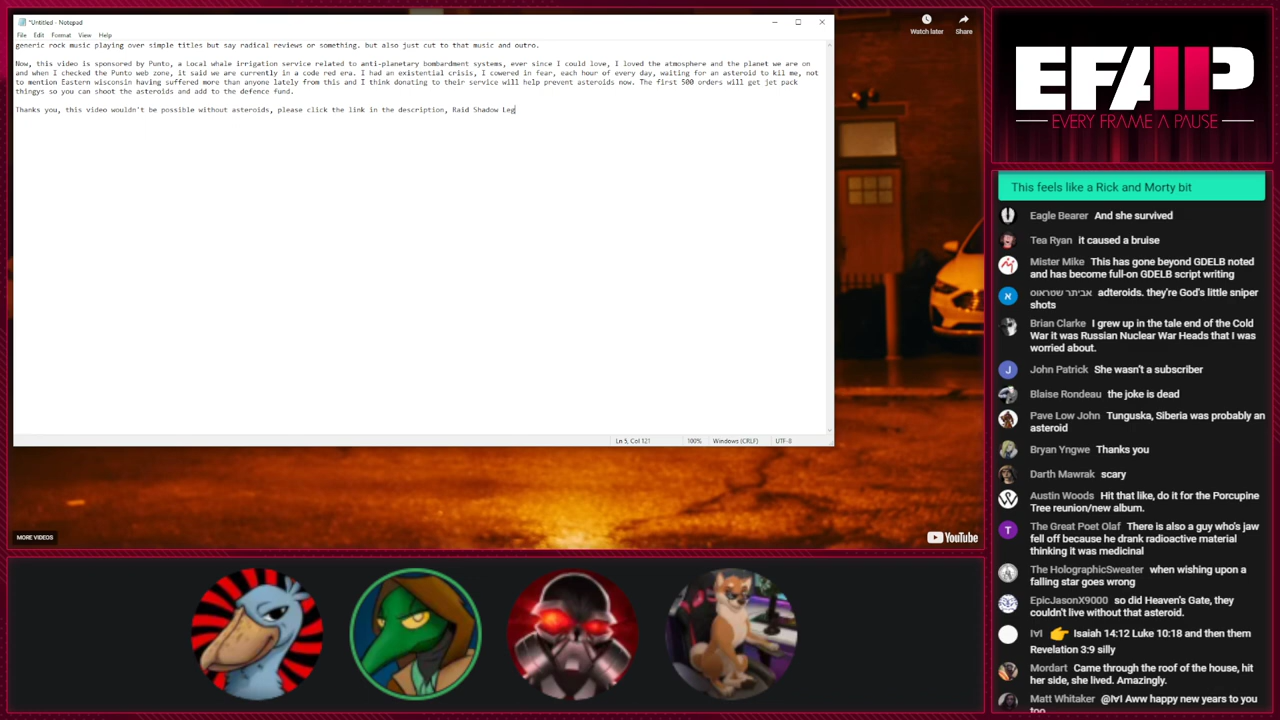 *Untitled - Notepad
File Edit Format View Help
generic rock music playing over simple titles but say radical reviews or something. but also just cut to that music and outro.
Now, this video is sponsored by Punto, a Local whale irrigation service related to anti-planetary bombardment systems, ever since I could love, I loved the atmosphere and the planet we are on
and when I checked the Punto web zone, it said we are currently in a code red era. I had an existential crisis, I cowered in fear, each hour of every day, waiting for an asteroid to kil me, not
to mention Eastern wisconsin having suffered more than anyone lately from this and I think donating to their service will help prevent asteroids now. The first 500 orders will get jet pack
thingys so you can shoot the asteroids and add to the defence fund.
Thanks you, this video wouldn't be possible without asteroids, please click the link in the description, Raid Shadow Leg
Ln 5, Col 121 100% Windows (CRLF) UTF-8
Watch later
Share
MORE VIDEOS
YouTube
EFAP
EVERY FRAME A PAUSE
This feels like a Rick and Morty bit
Eagle Bearer And she survived
Tea Ryan it caused a bruise
Mister Mike This has gone beyond GDELB noted
and has become full-on GDELB script writing
אביתר שטראוס adteroids. they're God's little sniper
shots
Brian Clarke I grew up in the tale end of the Cold
War it was Russian Nuclear War Heads that I was
worried about.
John Patrick She wasn't a subscriber
Blaise Rondeau the joke is dead
Pave Low John Tunguska, Siberia was probably an
asteroid
Bryan Yngwe Thanks you
Darth Mawrak scary
Austin Woods Hit that like, do it for the Porcupine
Tree reunion/new album.
The Great Poet Olaf There is also a guy who's jaw
fell off because he drank radioactive material
thinking it was medicinal
The HolographicSweater when wishing upon a
falling star goes wrong
EpicJasonX9000 so did Heaven's Gate, they
couldn't live without that asteroid.
👉 Isaiah 14:12 Luke 10:18 and then them
Revelation 3:9 silly
Mordart Came through the roof of the house, hit
her side, she lived. Amazingly.
Matt Whitaker Aww happy new years to you
too